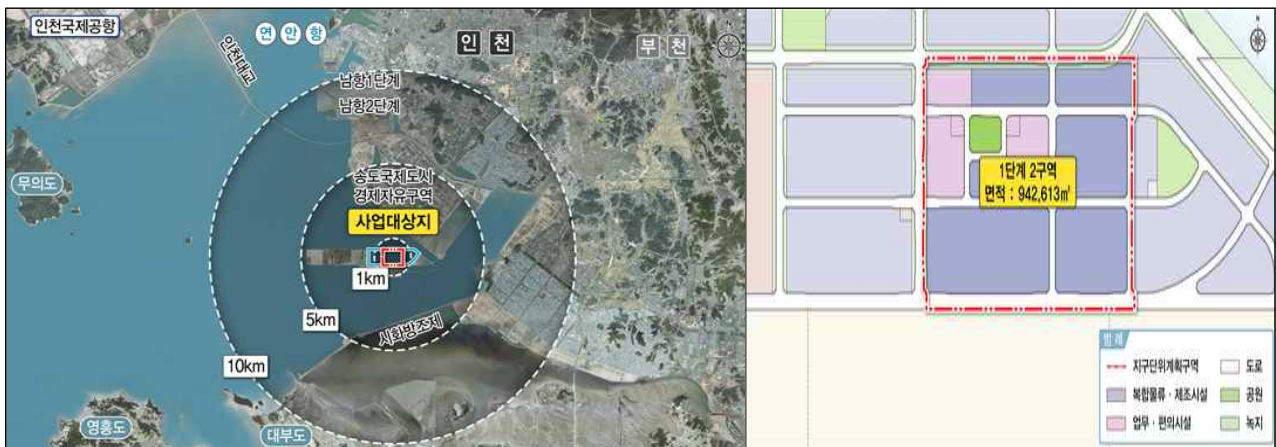 인천국제공항
연안항
인천
부천
인천대교
남항1단계
남항2단계
무의도
송도국제도시
경제자유구역
사업대상지
1km
5km
시화방조제
10km
영흥도
대부도
1단계 2구역
면적 : 942,613㎡
범례
지구단위계획구역
도로
복합물류·제조시설
공원
업무·편의시설
녹지